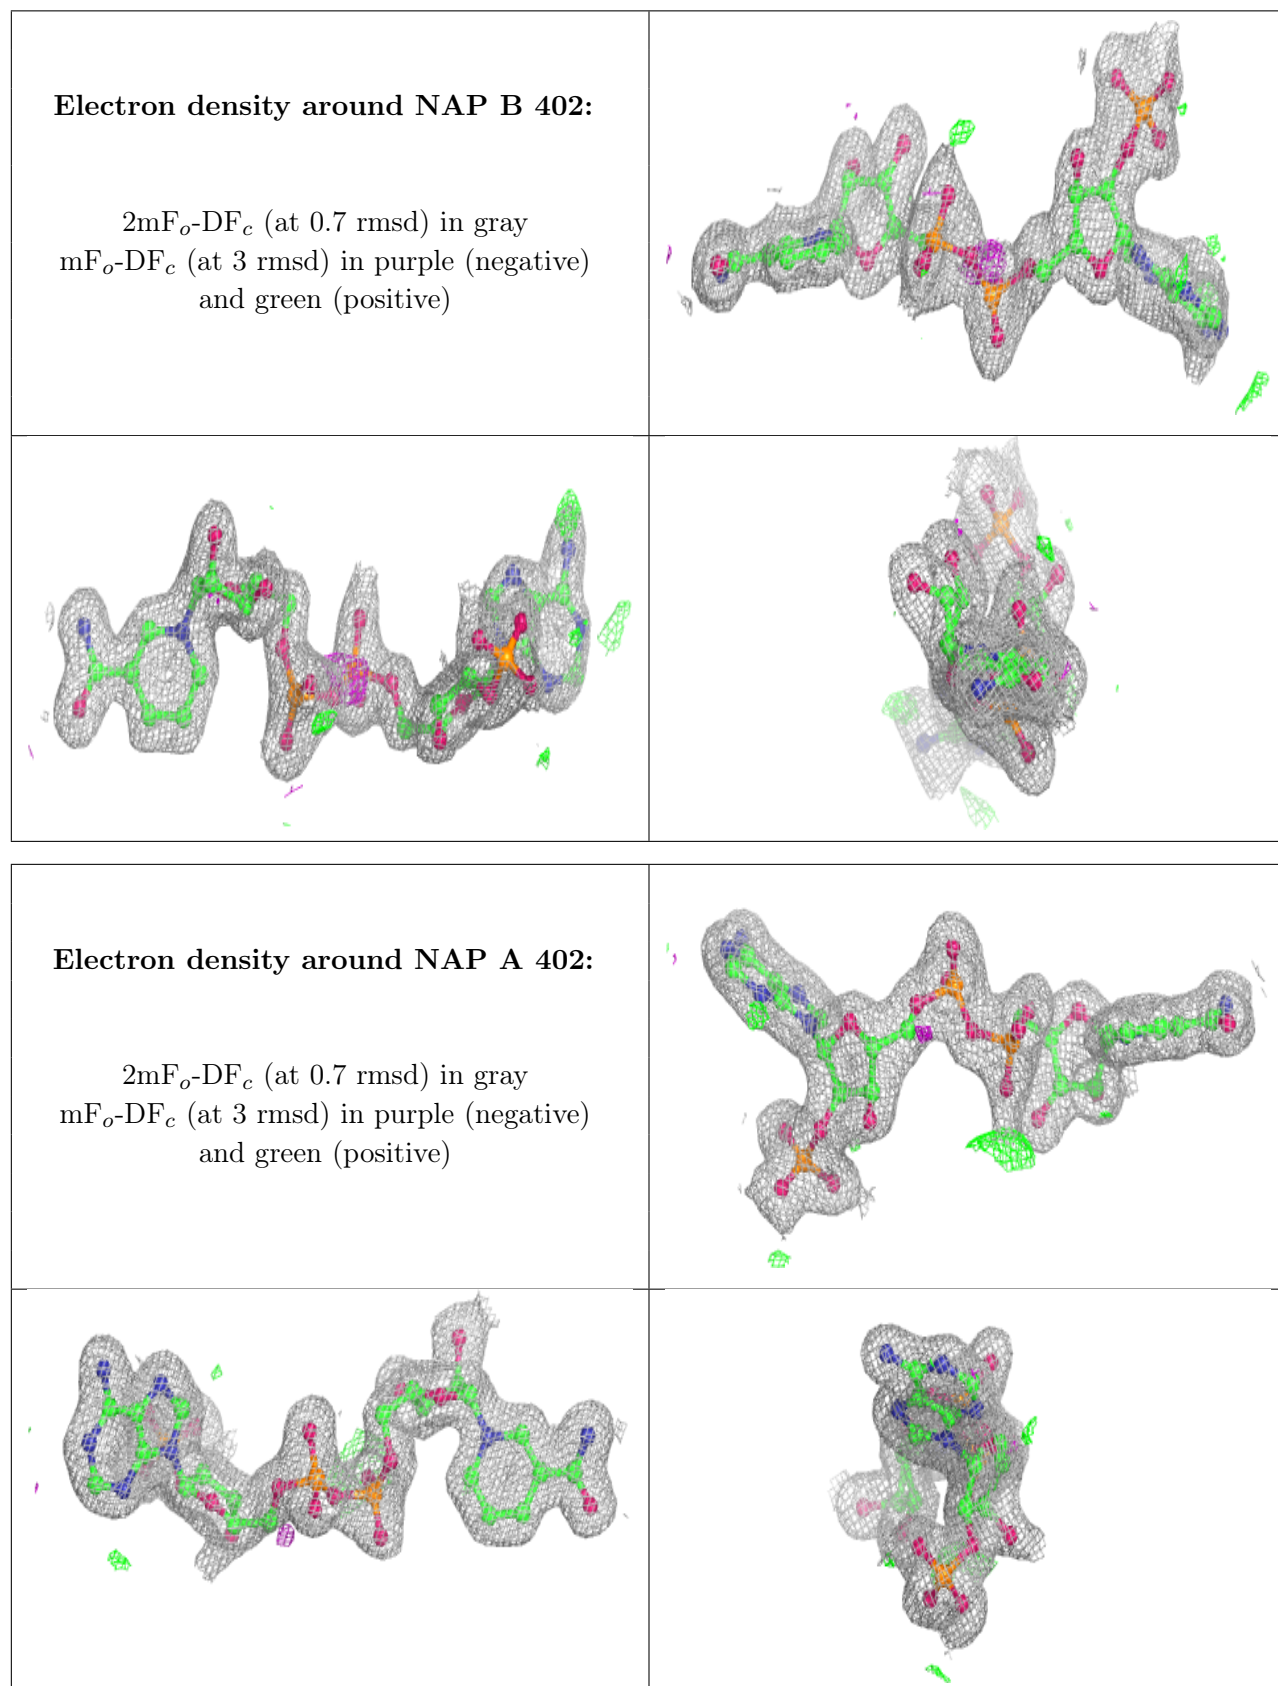 Electron density around NAP B 402:
2mFₒ-DF𝒸 (at 0.7 rmsd) in gray
mFₒ-DF𝒸 (at 3 rmsd) in purple (negative)
and green (positive)
Electron density around NAP A 402:
2mFₒ-DF𝒸 (at 0.7 rmsd) in gray
mFₒ-DF𝒸 (at 3 rmsd) in purple (negative)
and green (positive)